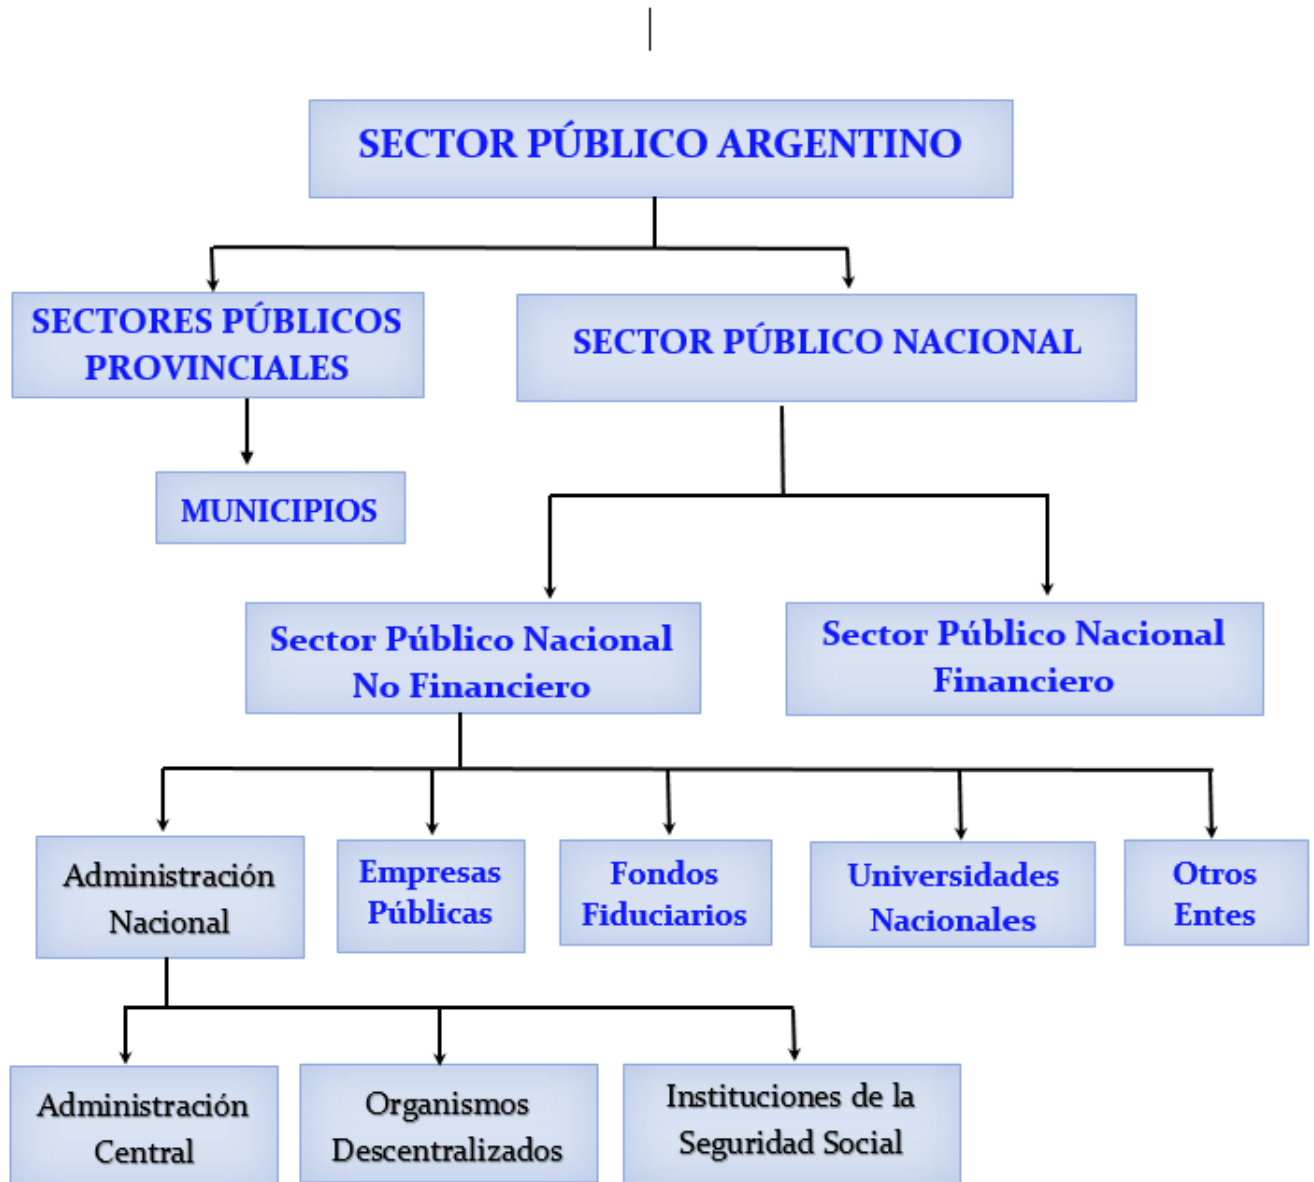 SECTOR PÚBLICO ARGENTINO
SECTORES PÚBLICOS
PROVINCIALES
SECTOR PÚBLICO NACIONAL
MUNICIPIOS
Sector Público Nacional
No Financiero
Sector Público Nacional
Financiero
Administración
Nacional
Empresas
Públicas
Fondos
Fiduciarios
Universidades
Nacionales
Otros
Entes
Administración
Central
Organismos
Descentralizados
Instituciones de la
Seguridad Social